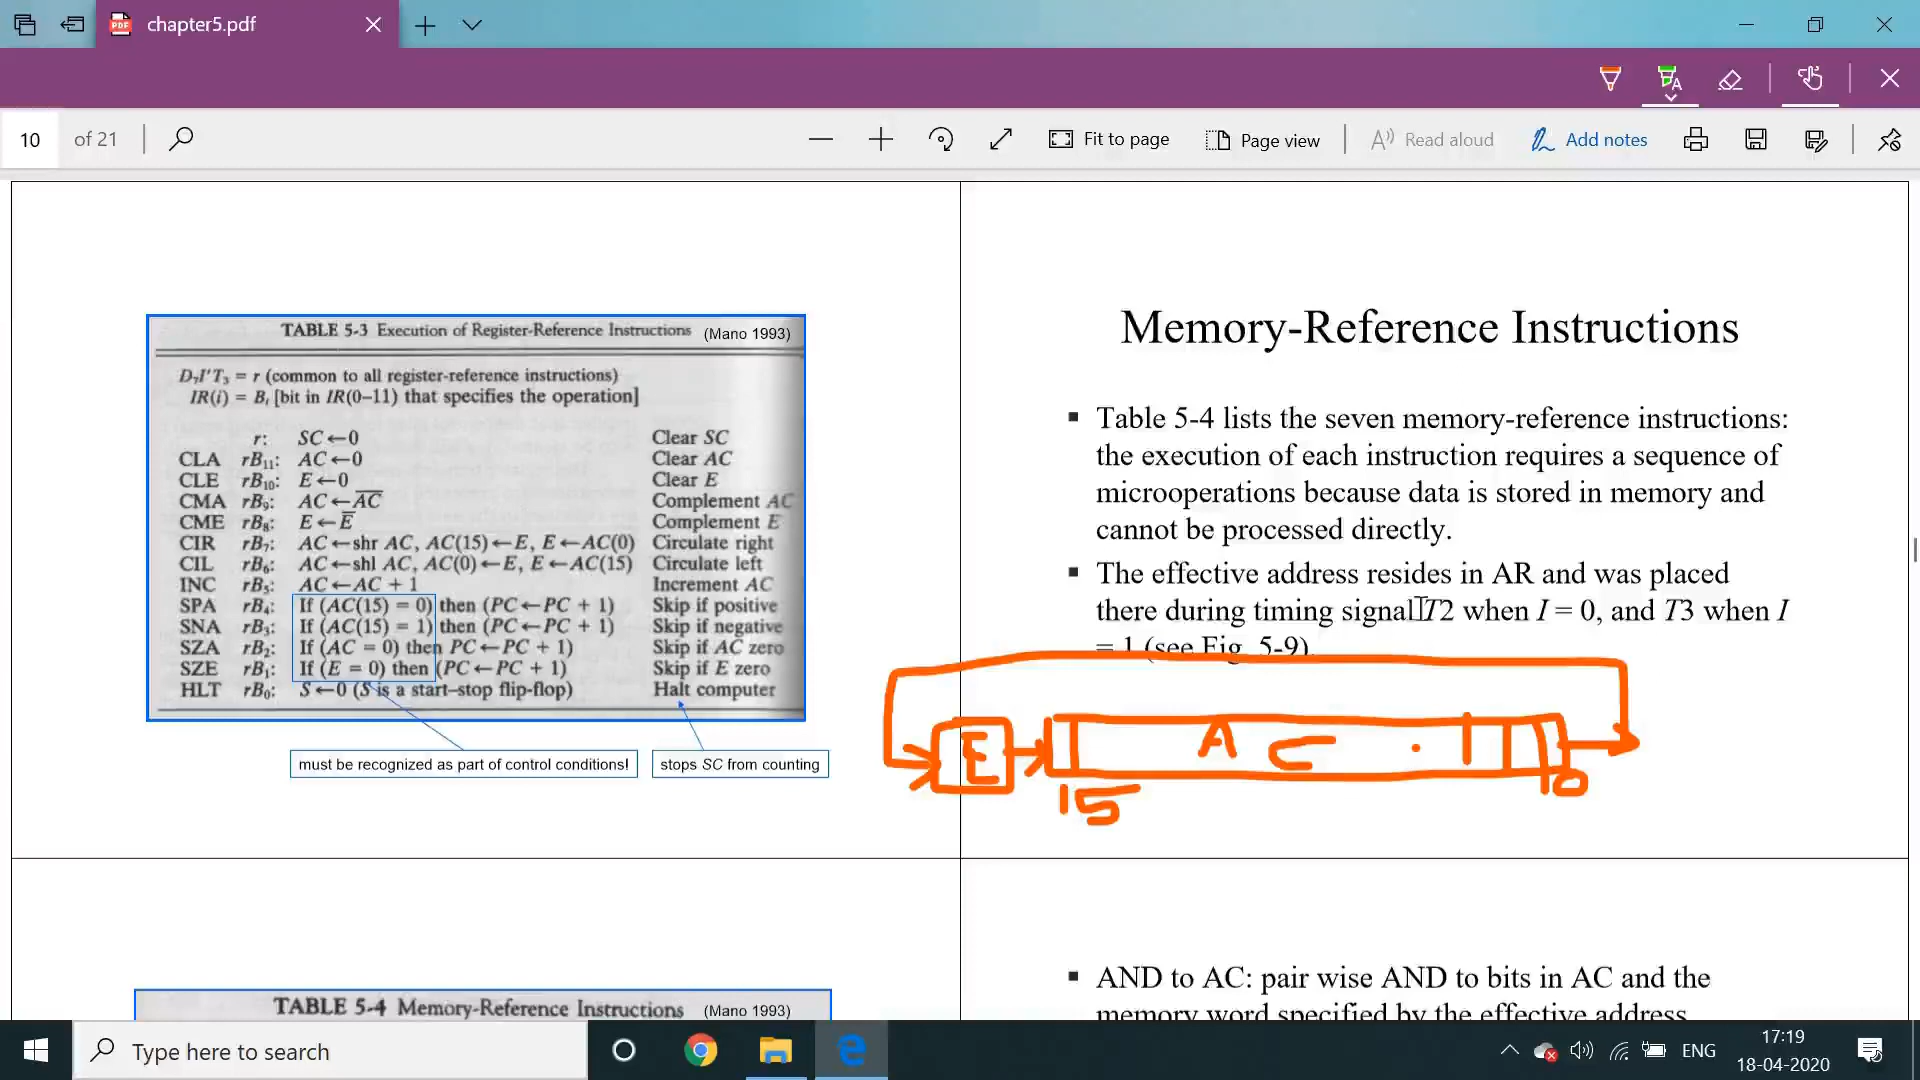 chapter5.pdf
10 of 21
Fit to page
Page view
Read aloud
Add notes
TABLE 5-3 Execution of Register-Reference Instructions (Mano 1993)
D₇I'T₃ = r (common to all register-reference instructions)
IR(i) = Bᵢ [bit in IR(0–11) that specifies the operation]
r: SC←0 Clear SC
CLA rB₁₁: AC←0 Clear AC
CLE rB₁₀: E←0 Clear E
CMA rB₉: AC←A̅C̅ Complement AC
CME rB₈: E←E̅ Complement E
CIR rB₇: AC←shr AC, AC(15)←E, E←AC(0) Circulate right
CIL rB₆: AC←shl AC, AC(0)←E, E←AC(15) Circulate left
INC rB₅: AC←AC + 1 Increment AC
SPA rB₄: If (AC(15) = 0) then (PC←PC + 1) Skip if positive
SNA rB₃: If (AC(15) = 1) then (PC←PC + 1) Skip if negative
SZA rB₂: If (AC = 0) then PC←PC + 1) Skip if AC zero
SZE rB₁: If (E = 0) then (PC←PC + 1) Skip if E zero
HLT rB₀: S←0 (S is a start–stop flip-flop) Halt computer
must be recognized as part of control conditions!
stops SC from counting
Memory-Reference Instructions
▪ Table 5-4 lists the seven memory-reference instructions:
the execution of each instruction requires a sequence of
microoperations because data is stored in memory and
cannot be processed directly.
▪ The effective address resides in AR and was placed
there during timing signal T2 when I = 0, and T3 when I
= 1 (see Fig. 5-9).
E AC
15 0
TABLE 5-4 Memory-Reference Instructions (Mano 1993)
▪ AND to AC: pair wise AND to bits in AC and the
memory word specified by the effective address
Type here to search
ENG
17:19
18-04-2020